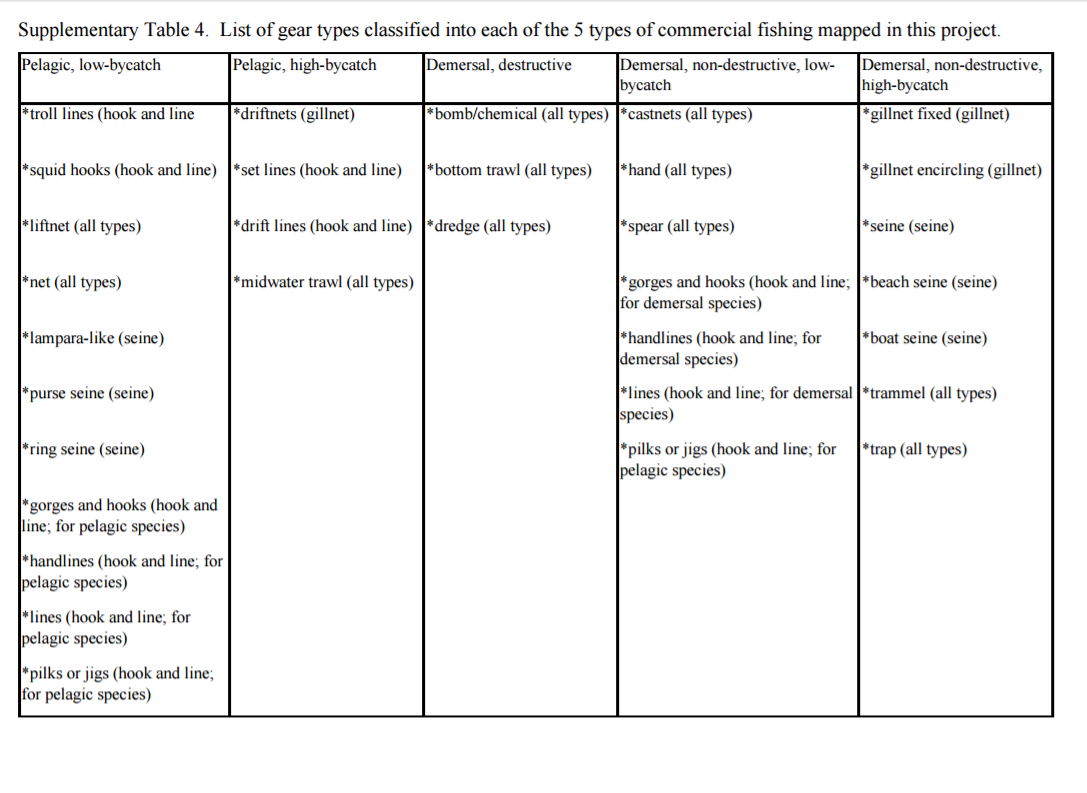 Supplementary Table 4.  List of gear types classified into each of the 5 types of commercial fishing mapped in this project.
Pelagic, low-bycatch
Pelagic, high-bycatch
Demersal, destructive
Demersal, non-destructive, low-
bycatch
Demersal, non-destructive,
high-bycatch
*troll lines (hook and line
*driftnets (gillnet)
*bomb/chemical (all types)
*castnets (all types)
*gillnet fixed (gillnet)
*squid hooks (hook and line)
*set lines (hook and line)
*bottom trawl (all types)
*hand (all types)
*gillnet encircling (gillnet)
*liftnet (all types)
*drift lines (hook and line)
*dredge (all types)
*spear (all types)
*seine (seine)
*net (all types)
*midwater trawl (all types)
*gorges and hooks (hook and line;
for demersal species)
*beach seine (seine)
*lampara-like (seine)
*handlines (hook and line; for
demersal species)
*boat seine (seine)
*purse seine (seine)
*lines (hook and line; for demersal
species)
*trammel (all types)
*ring seine (seine)
*pilks or jigs (hook and line; for
pelagic species)
*trap (all types)
*gorges and hooks (hook and
line; for pelagic species)
*handlines (hook and line; for
pelagic species)
*lines (hook and line; for
pelagic species)
*pilks or jigs (hook and line;
for pelagic species)